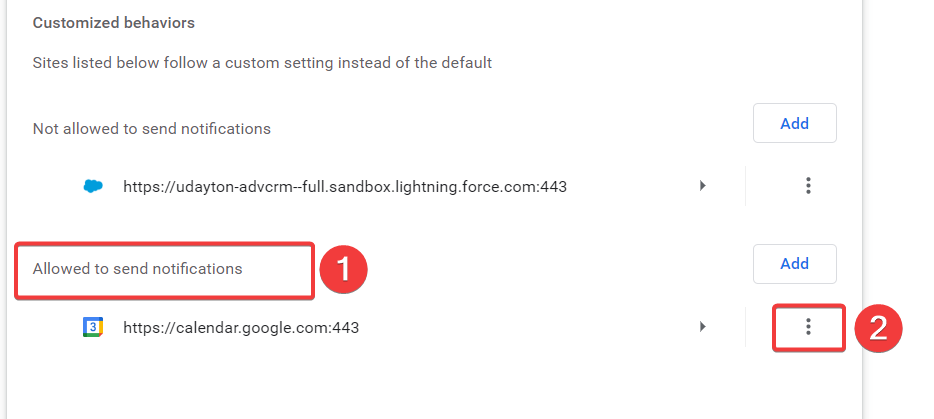 Customized behaviors
Sites listed below follow a custom setting instead of the default
Not allowed to send notifications
Add
https://udayton-advcrm--full.sandbox.lightning.force.com:443
Allowed to send notifications
1
Add
3
https://calendar.google.com:443
2